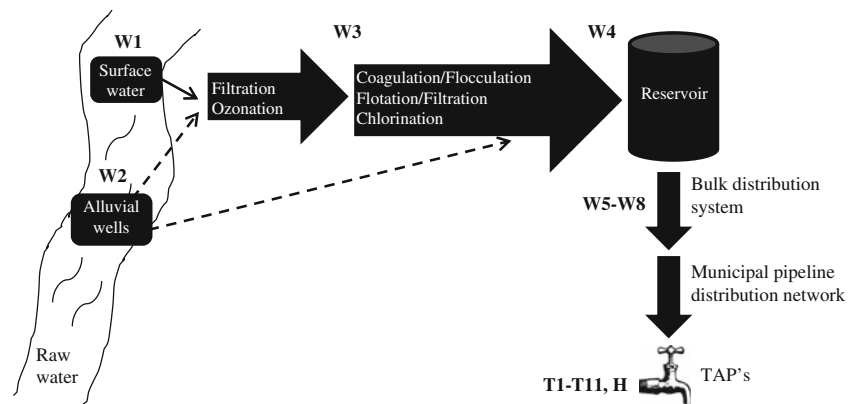 W1
Surface
water
W2
Alluvial
wells
Raw
water
Filtration
Ozonation
W3
Coagulation/Flocculation
Flotation/Filtration
Chlorination
W4
Reservoir
W5-W8
Bulk distribution
system
Municipal pipeline
distribution network
T1-T11, H
TAP's